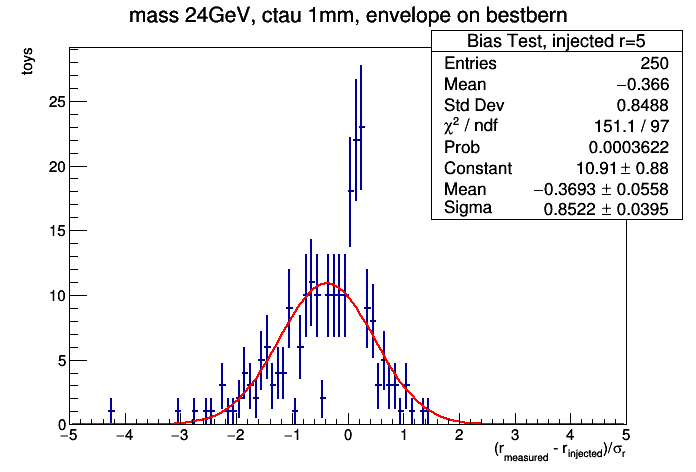 mass 24GeV, ctau 1mm, envelope on bestbern
toys
Bias Test, injected r=5
Entries 250
Mean −0.366
Std Dev 0.8488
χ² / ndf 151.1 / 97
Prob 0.0003622
Constant 10.91 ± 0.88
Mean −0.3693 ± 0.0558
Sigma 0.8522 ± 0.0395
25
20
15
10
5
0
−5 −4 −3 −2 −1 0 1 2 3 4 5
(r_measured - r_injected)/σ_r